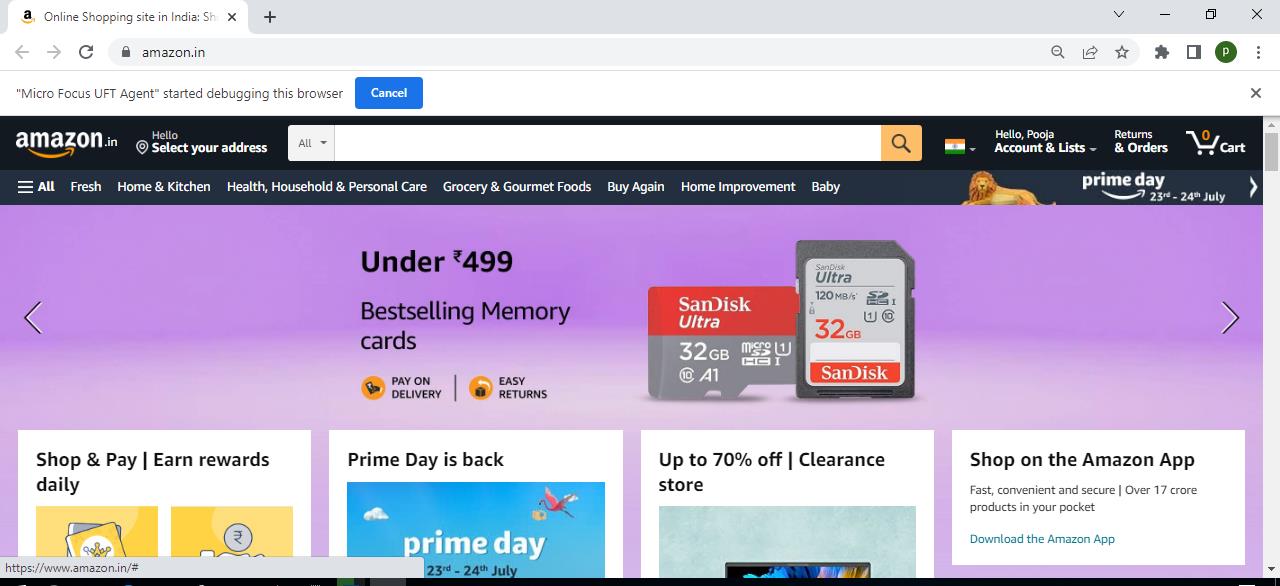 Online Shopping site in India: Sh
amazon.in
"Micro Focus UFT Agent" started debugging this browser
Cancel
P
amazon.in
Hello
Select your address
All
Hello, Pooja
Account & Lists
Returns
& Orders
0
Cart
All
Fresh
Home & Kitchen
Health, Household & Personal Care
Grocery & Gourmet Foods
Buy Again
Home Improvement
Baby
prime day
23rd - 24th July
Under ₹499
Bestselling Memory
cards
PAY ON
DELIVERY
EASY
RETURNS
SanDisk
Ultra
32GB
micro
SD
HC I
U1
10 A1
SanDisk
Ultra
120 MB/s*
SD
HC I
U1 10
32GB
SanDisk
Shop & Pay | Earn rewards
daily
Prime Day is back
prime day
23rd - 24th July
Up to 70% off | Clearance
store
Shop on the Amazon App
Fast, convenient and secure | Over 17 crore
products in your pocket
Download the Amazon App
https://www.amazon.in/#